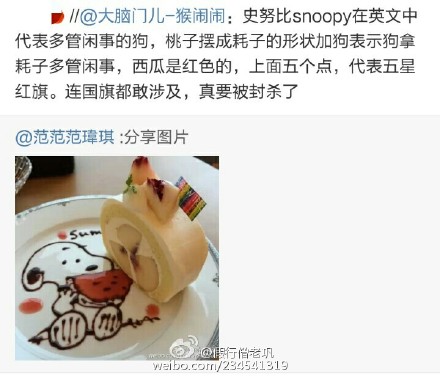 //@大脑门儿-猴闹闹：史努比snoopy在英文中
代表多管闲事的狗，桃子摆成耗子的形状加狗表示狗拿
耗子多管闲事，西瓜是红色的，上面五个点，代表五星
红旗。连国旗都敢涉及，真要被封杀了
@范范范瑋琪 :分享图片
Sum
@假行僧老巩
weibo.com/234541319